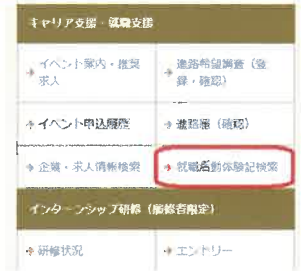 キャリア支援・就職支援
イベント案内・推奨
求人
進路希望調査（登
録・確認）
イベント申込履歴
進路届（確認）
企業・求人情報検索
就職活動体験記検索
インターンシップ研修（履修者限定）
研修状況
エントリー